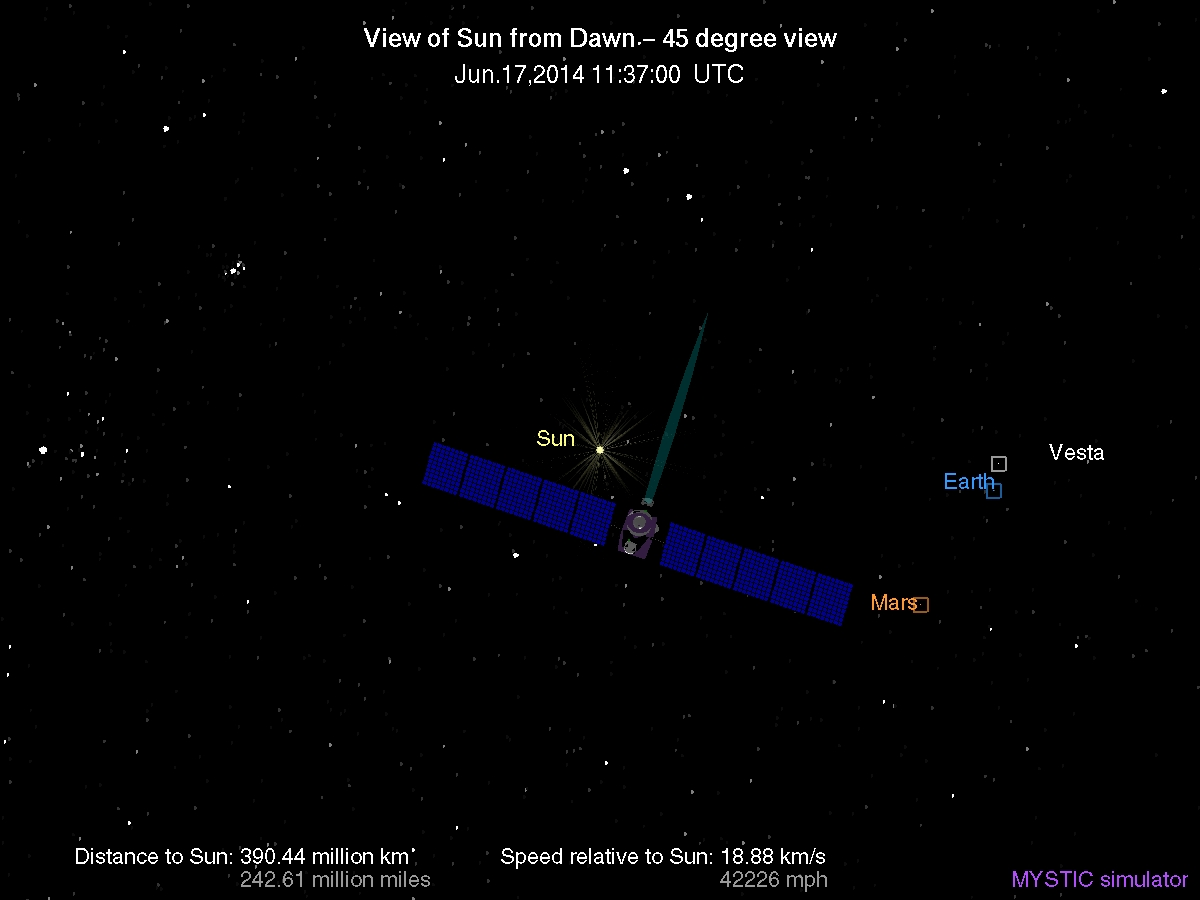 View of Sun from Dawn – 45 degree view
Jun.17,2014 11:37:00 UTC
Sun
Vesta
Earth
Mars
Distance to Sun: 390.44 million km
242.61 million miles
Speed relative to Sun: 18.88 km/s
42226 mph
MYSTIC simulator